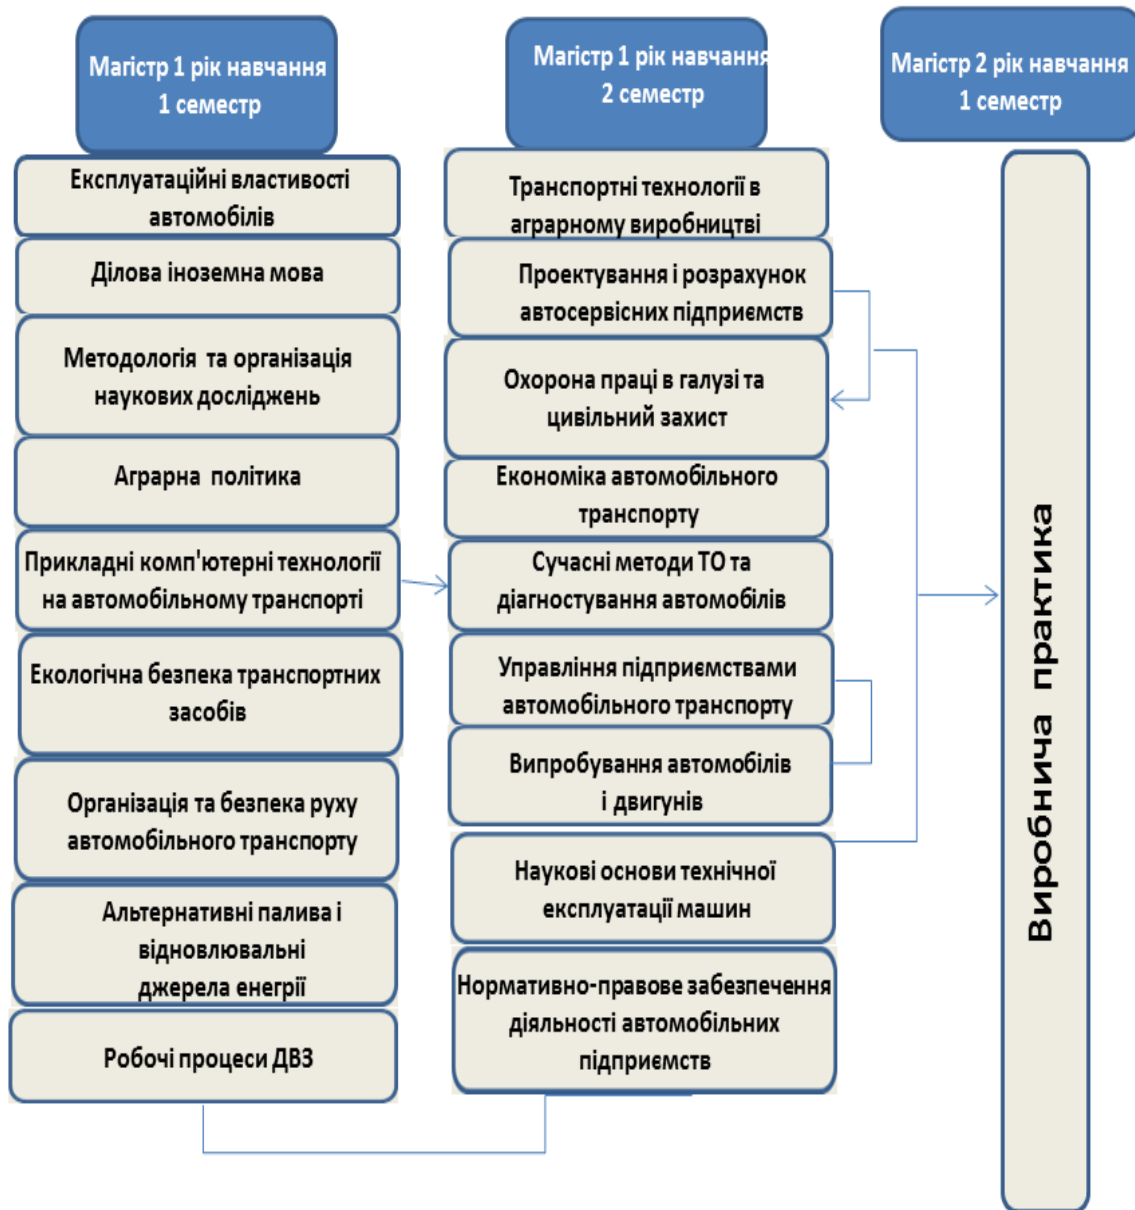 Магістр 1 рік навчання
1 семестр
Експлуатаційні властивості
автомобілів
Ділова іноземна мова
Методологія та організація
наукових досліджень
Аграрна політика
Прикладні комп'ютерні технології
на автомобільному транспорті
Екологічна безпека транспортних
засобів
Організація та безпека руху
автомобільного транспорту
Альтернативні палива і
відновлювальні
джерела енегрії
Робочі процеси ДВЗ
Магістр 1 рік навчання
2 семестр
Транспортні технології в
аграрному виробництві
Проектування і розрахунок
автосервісних підприємств
Охорона праці в галузі та
цивільний захист
Економіка автомобільного
транспорту
Сучасні методи ТО та
діагностування автомобілів
Управління підприємствами
автомобільного транспорту
Випробування автомобілів
і двигунів
Наукові основи технічної
експлуатації машин
Нормативно-правове забезпечення
діяльності автомобільних
підприємств
Магістр 2 рік навчання
1 семестр
Виробнича практика